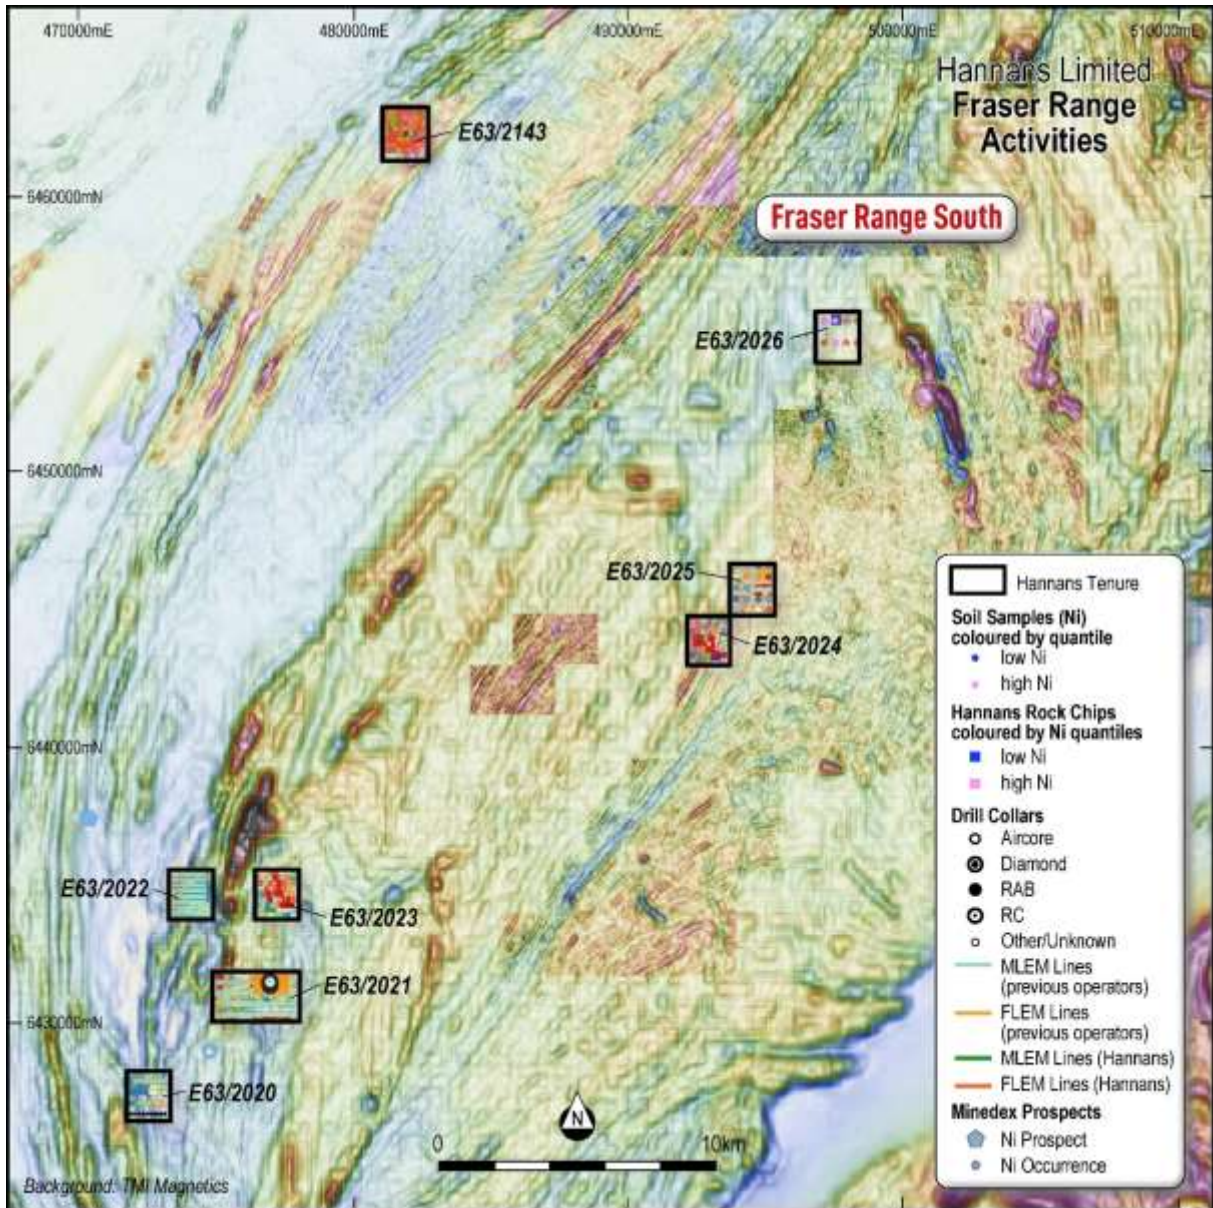 470000mE
480000mE
490000mE
500000mE
510000mE
Hannans Limited
Fraser Range
Activities
E63/2143
6460000mN
Fraser Range South
E63/2026
6450000mN
E63/2025
E63/2024
6440000mN
E63/2022
E63/2023
E63/2021
6430000mN
E63/2020
Hannans Tenure
Soil Samples (Ni)
coloured by quantile
low Ni
high Ni
Hannans Rock Chips
coloured by Ni quantiles
low Ni
high Ni
Drill Collars
Aircore
Diamond
RAB
RC
Other/Unknown
MLEM Lines
(previous operators)
FLEM Lines
(previous operators)
MLEM Lines (Hannans)
FLEM Lines (Hannans)
Minedex Prospects
Ni Prospect
Ni Occurrence
N
0
10km
Background: TMI Magnetics